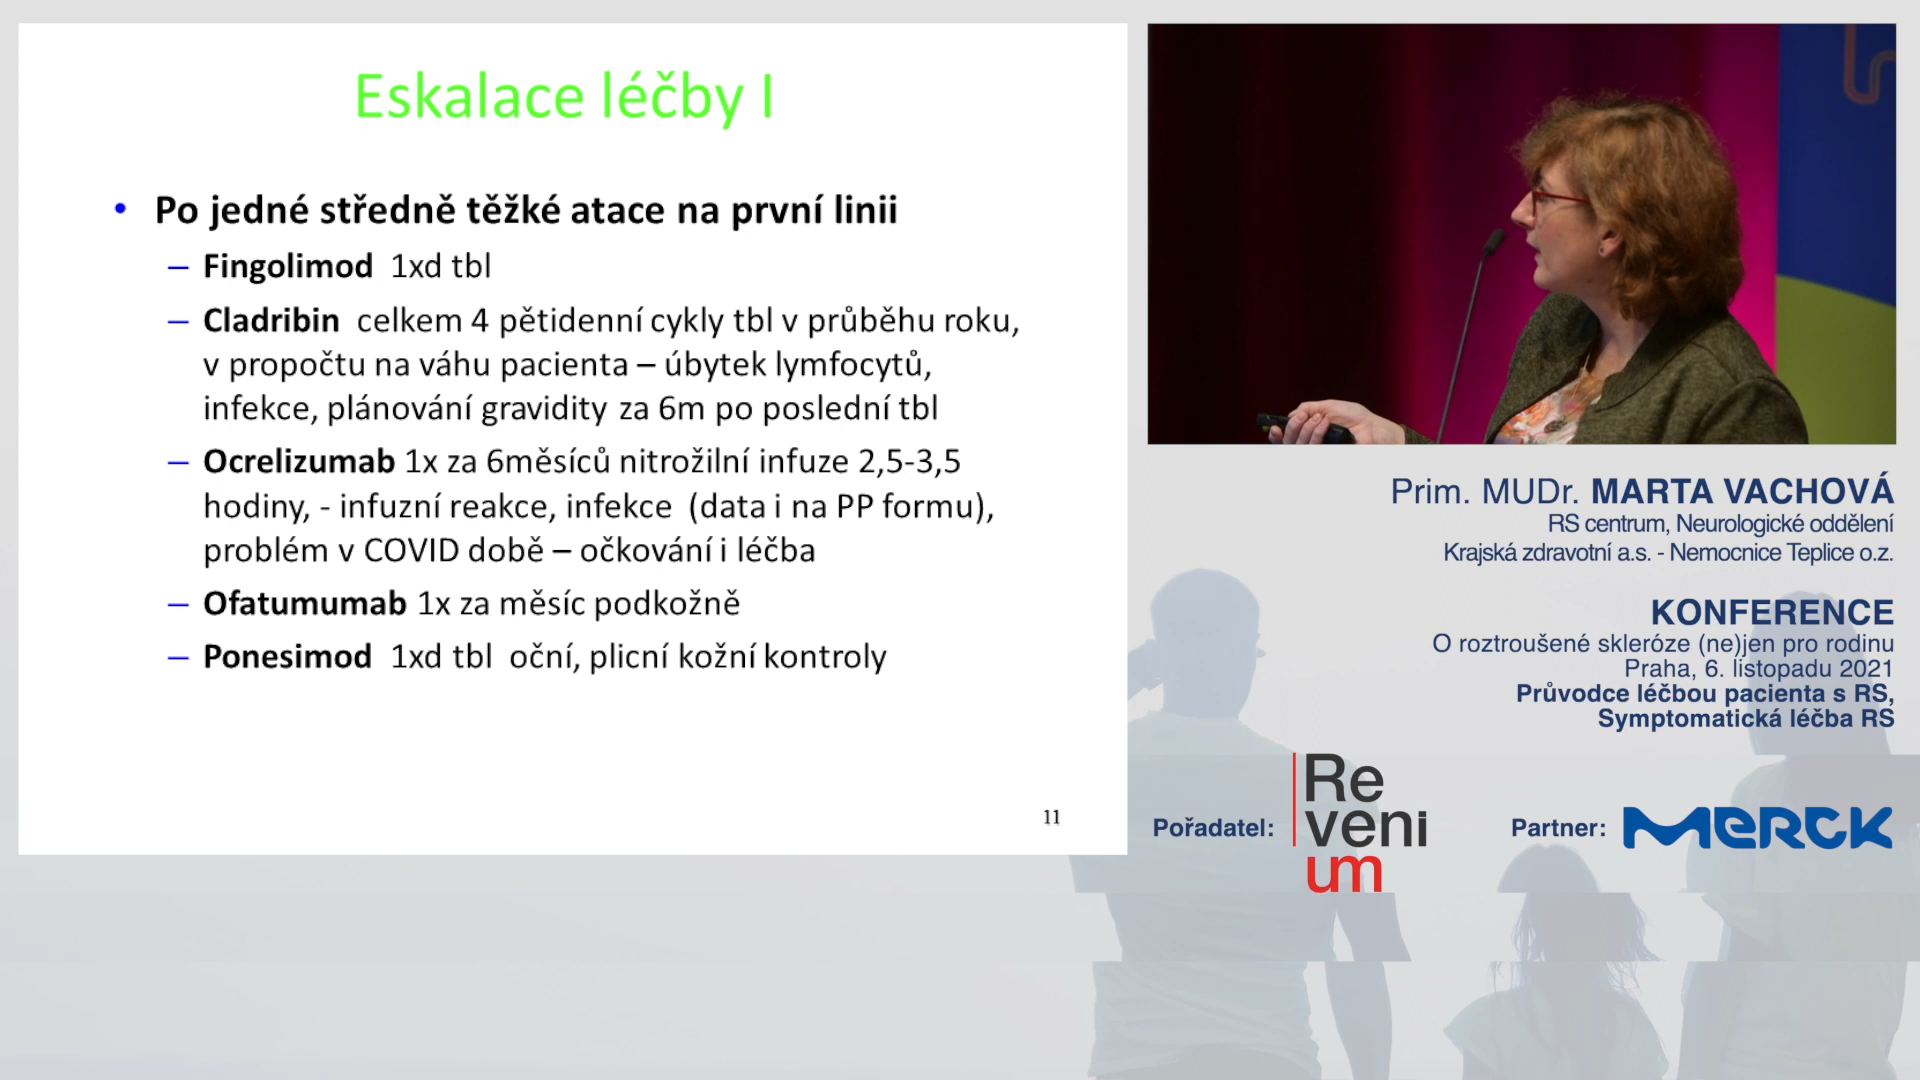 Eskalace léčby I
• Po jedné středně těžké atace na první linii
– Fingolimod 1xd tbl
– Cladribin celkem 4 pětidenní cykly tbl v průběhu roku,
v propočtu na váhu pacienta – úbytek lymfocytů,
infekce, plánování gravidity za 6m po poslední tbl
– Ocrelizumab 1x za 6měsíců nitrožilní infuze 2,5-3,5
hodiny, - infuzní reakce, infekce (data i na PP formu),
problém v COVID době – očkování i léčba
– Ofatumumab 1x za měsíc podkožně
– Ponesimod 1xd tbl oční, plicní kožní kontroly
11
Prim. MUDr. MARTA VACHOVÁ
RS centrum, Neurologické oddělení
Krajská zdravotní a.s. - Nemocnice Teplice o.z.
KONFERENCE
O roztroušené skleróze (ne)jen pro rodinu
Praha, 6. listopadu 2021
Průvodce léčbou pacienta s RS,
Symptomatická léčba RS
Pořadatel:
Re
veni
um
Partner:
MERCK